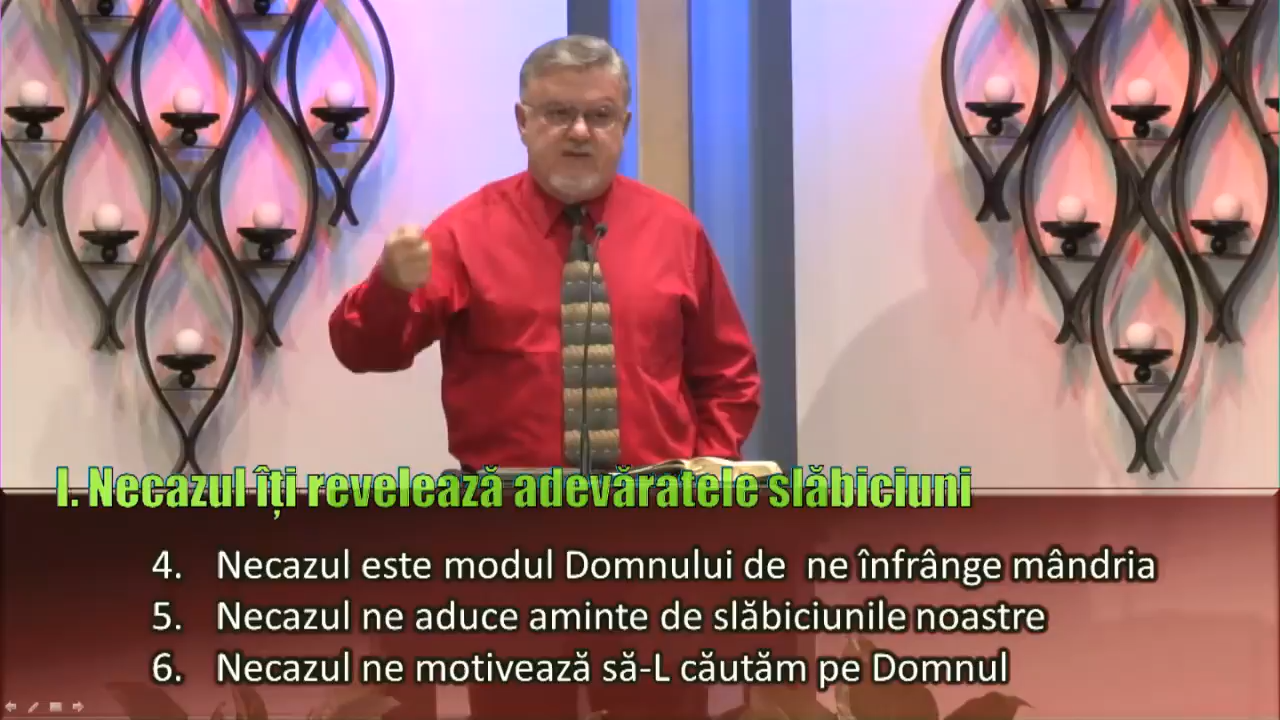 I. Necazul îți revelează adevăratele slăbiciuni
4. Necazul este modul Domnului de ne înfrânge mândria
5. Necazul ne aduce aminte de slăbiciunile noastre
6. Necazul ne motivează să-L căutăm pe Domnul